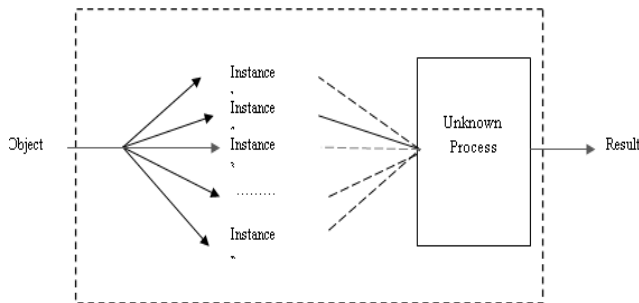 Instance
Instance
Object
Instance
Unknown
Process
Result
.........
Instance